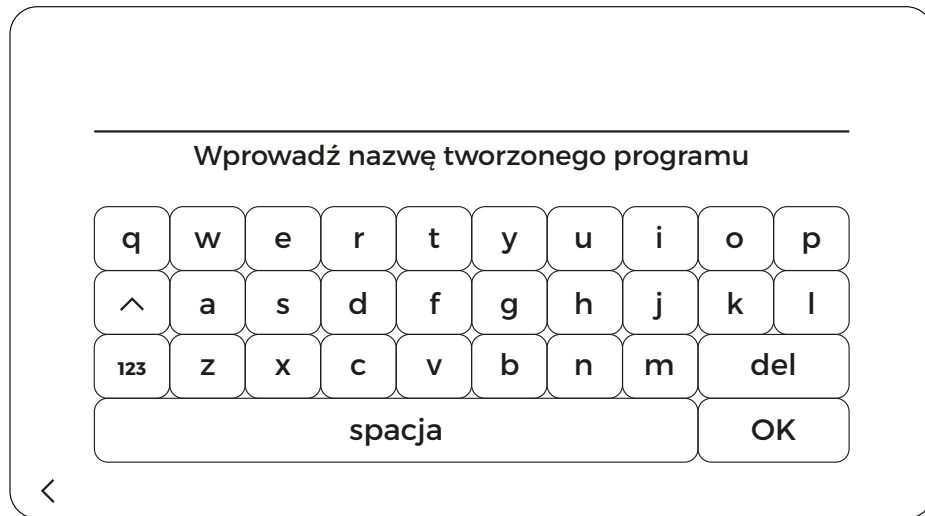 Wprowadź nazwę tworzonego programu
q w e r t y u i o p
a s d f g h j k l
123 z x c v b n m del
spacja OK